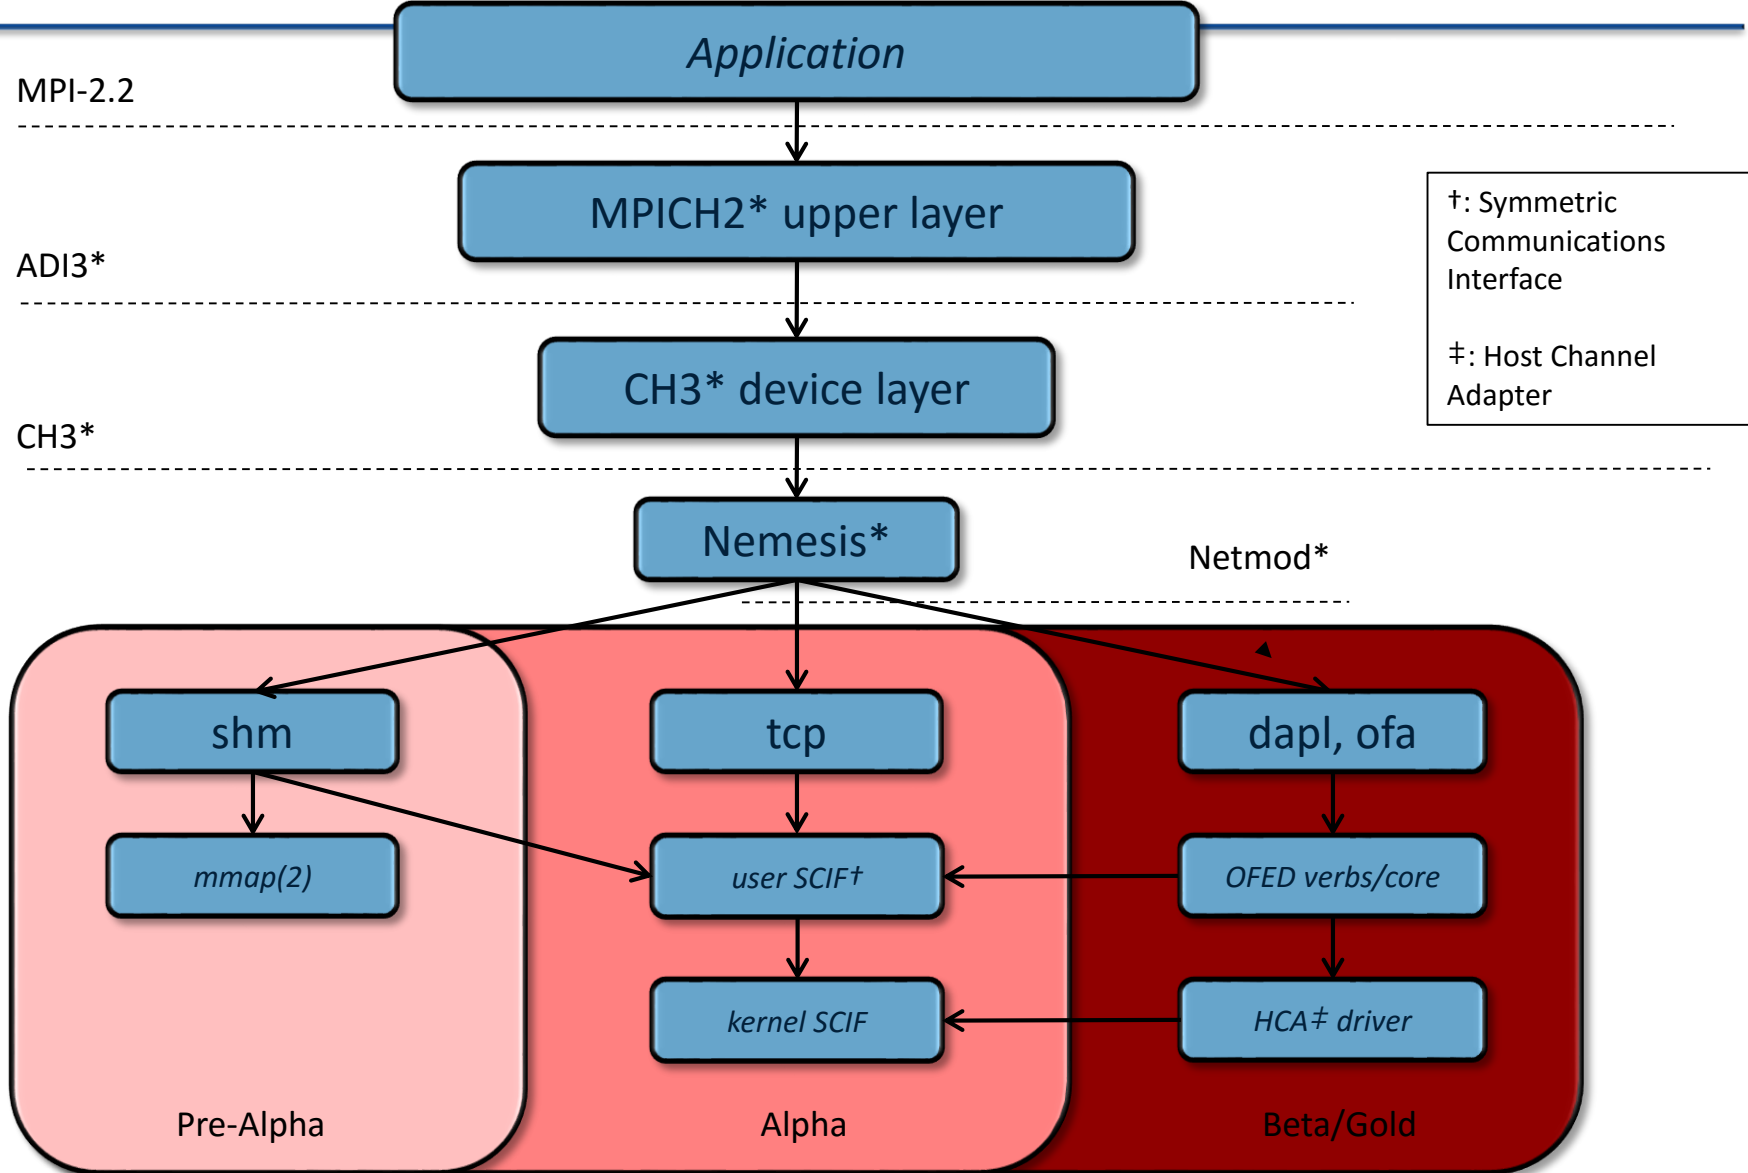 Application
MPI-2.2
MPICH2* upper layer
†: Symmetric
Communications
Interface
‡: Host Channel
Adapter
ADI3*
CH3* device layer
CH3*
Nemesis*
Netmod*
shm
tcp
dapl, ofa
mmap(2)
user SCIF†
OFED verbs/core
kernel SCIF
HCA‡ driver
Pre-Alpha
Alpha
Beta/Gold